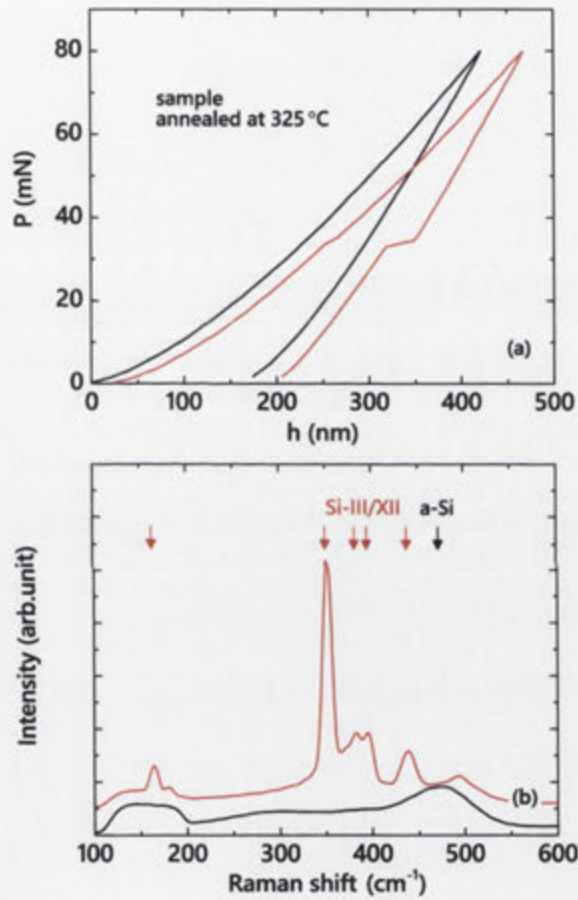 80
60
40
20
0
P (mN)
sample
annealed at 325 °C
(a)
0 100 200 300 400 500
h (nm)
Si-III/XII a-Si
Intensity (arb.unit)
(b)
100 200 300 400 500 600
Raman shift (cm⁻¹)